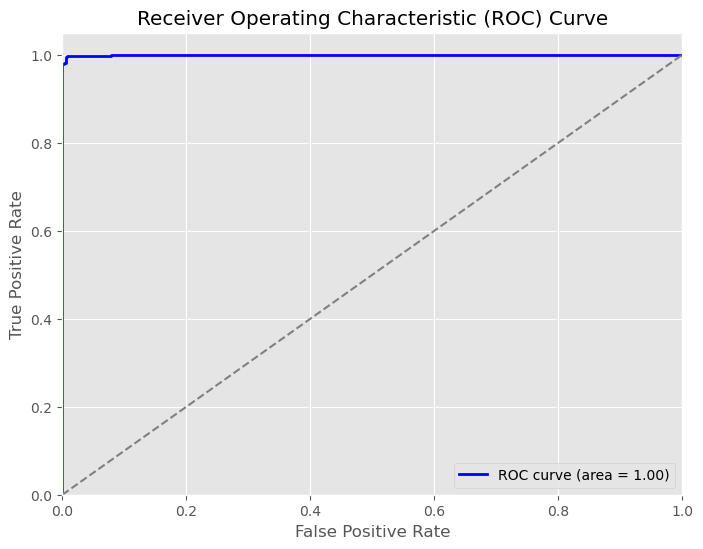 Receiver Operating Characteristic (ROC) Curve
True Positive Rate
1.0
0.8
0.6
0.4
0.2
0.0
ROC curve (area = 1.00)
0.0 0.2 0.4 0.6 0.8 1.0
False Positive Rate